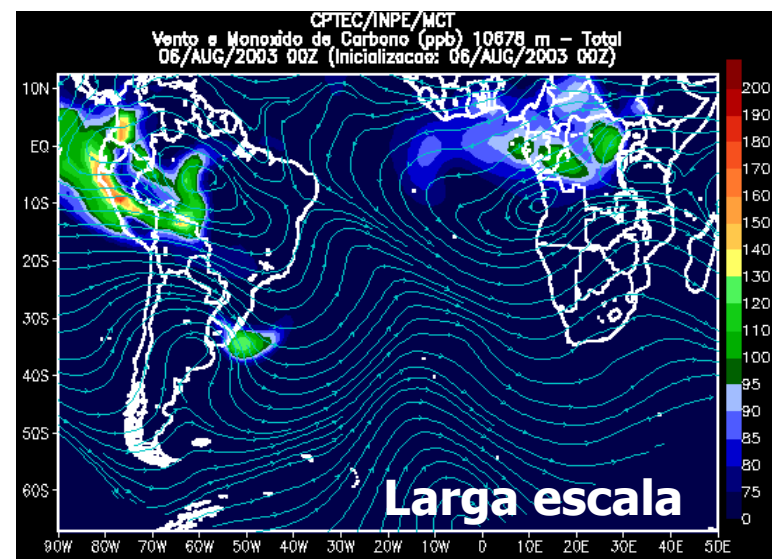 CPTEC/INPE/MCT
Vento e Monoxido de Carbono (ppb) 10678 m – Total
06/AUG/2003 00Z (Inicializacao: 06/AUG/2003 00Z)
10N
EQ
10S
20S
30S
40S
50S
60S
90W 80W 70W 60W 50W 40W 30W 20W 10W 0 10E 20E 30E 40E 50E
200
190
180
170
160
150
140
130
120
110
100
95
90
85
80
75
0
Larga escala